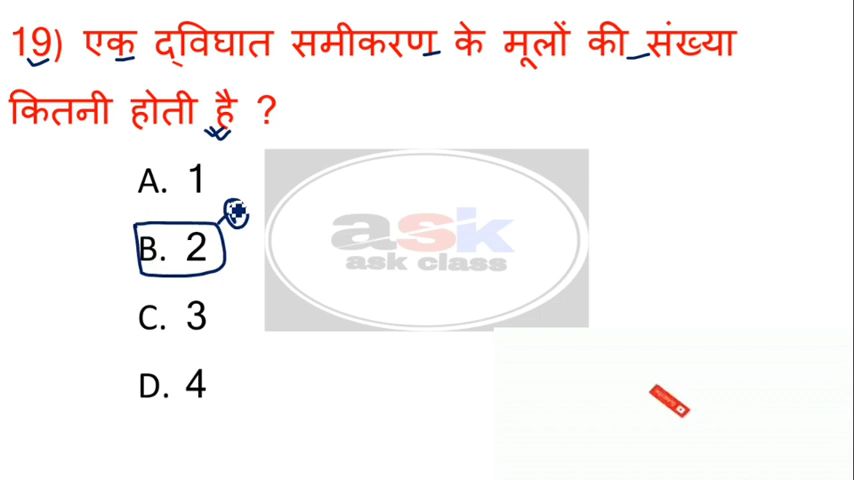 19) एक द्विघात समीकरण के मूलों की संख्या
कितनी होती है ?
A. 1
B. 2
C. 3
D. 4
ask
ask class